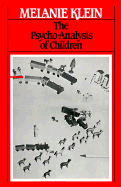 MELANIE KLEIN
The
Psycho-Analysis
of Children